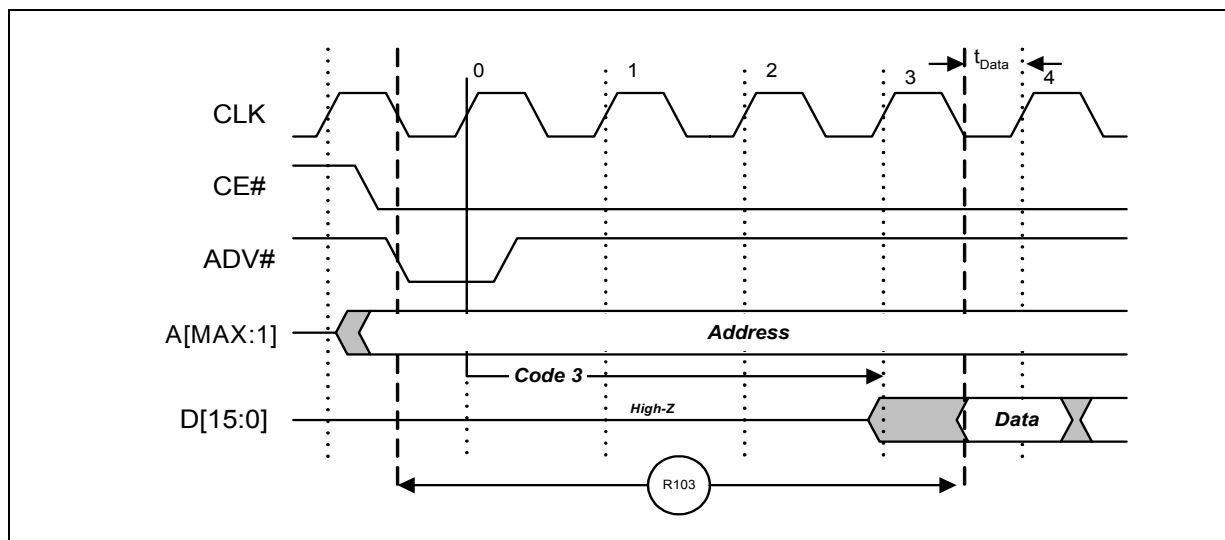 0 1 2 3 tData 4
CLK
CE#
ADV#
A[MAX:1] Address
Code 3
D[15:0] High-Z Data
R103